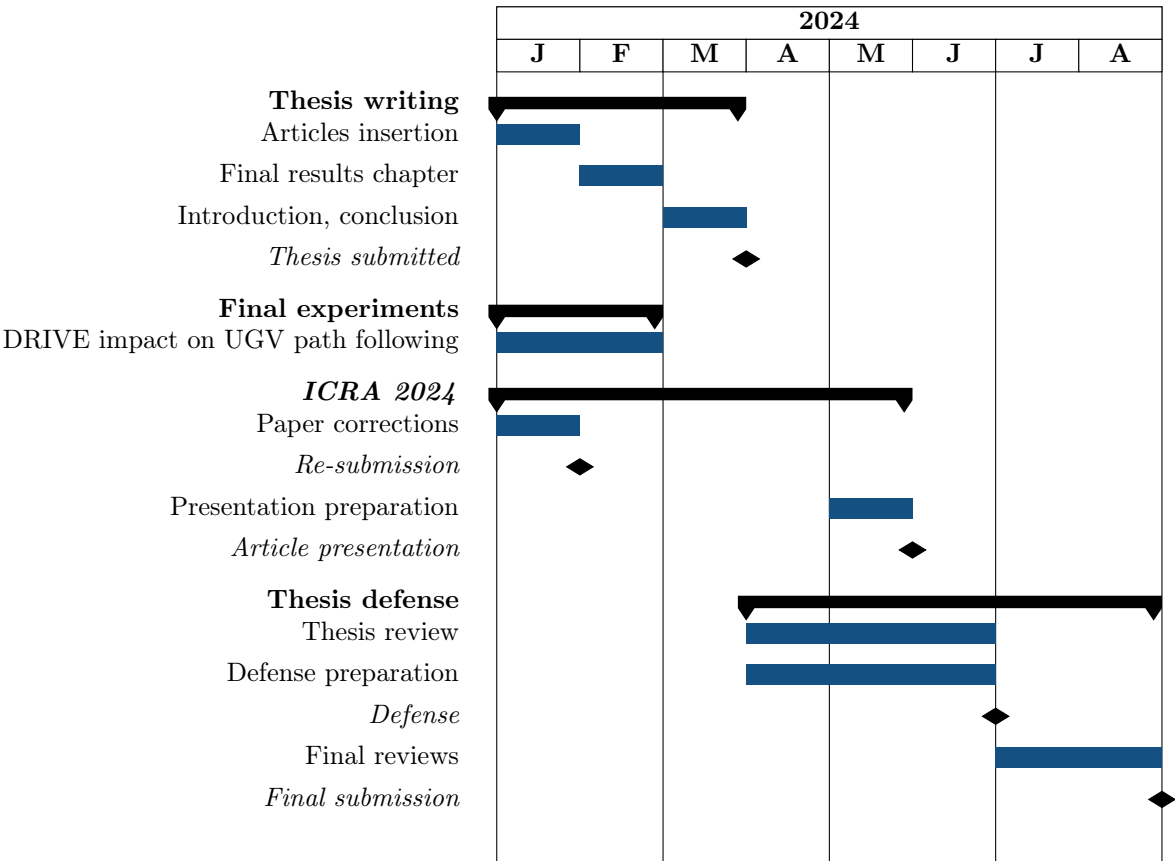 2024
J F M A M J J A
Thesis writing
Articles insertion
Final results chapter
Introduction, conclusion
Thesis submitted
Final experiments
DRIVE impact on UGV path following
ICRA 2024
Paper corrections
Re-submission
Presentation preparation
Article presentation
Thesis defense
Thesis review
Defense preparation
Defense
Final reviews
Final submission